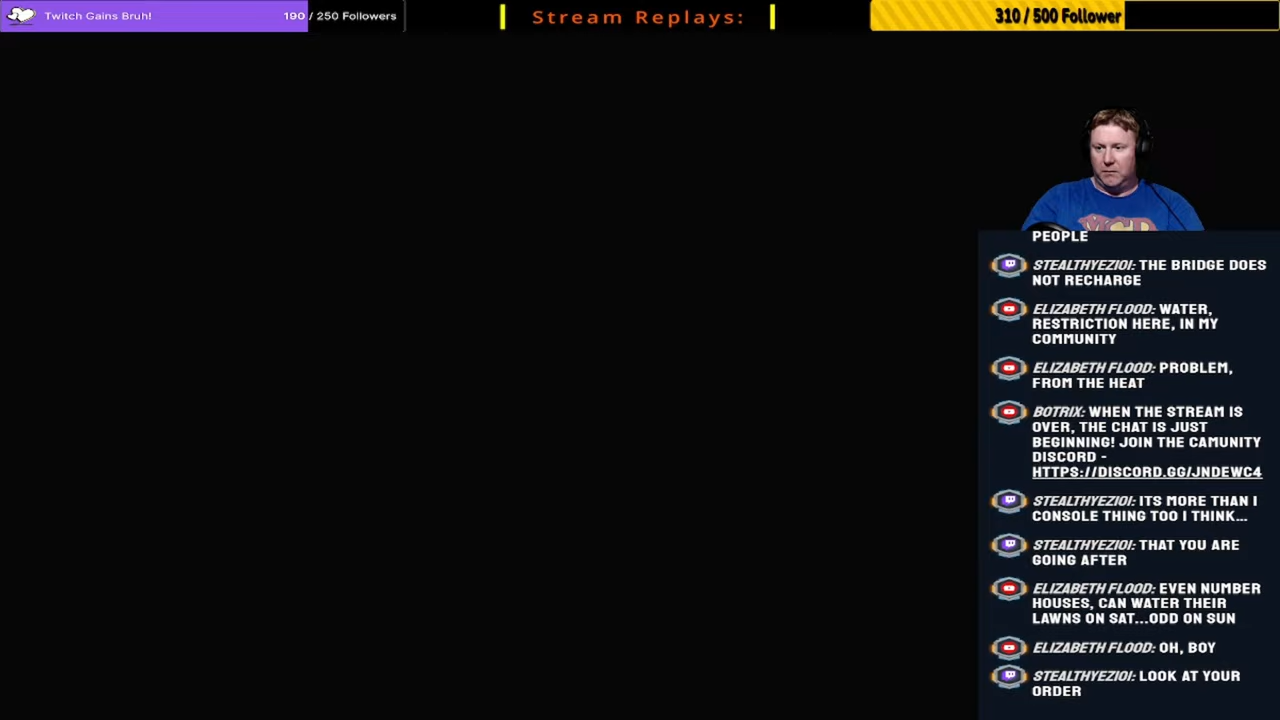 Twitch Gains Bruh!
190 / 250 Followers
Stream Replays:
310 / 500 Follower
PEOPLE
STEALTHYEZIOI: THE BRIDGE DOES
NOT RECHARGE
ELIZABETH FLOOD: WATER,
RESTRICTION HERE, IN MY
COMMUNITY
ELIZABETH FLOOD: PROBLEM,
FROM THE HEAT
BOTRIX: WHEN THE STREAM IS
OVER, THE CHAT IS JUST
BEGINNING! JOIN THE CAMUNITY
DISCORD -
HTTPS://DISCORD.GG/JNDEWC4
STEALTHYEZIOI: ITS MORE THAN I
CONSOLE THING TOO I THINK...
STEALTHYEZIOI: THAT YOU ARE
GOING AFTER
ELIZABETH FLOOD: EVEN NUMBER
HOUSES, CAN WATER THEIR
LAWNS ON SAT...ODD ON SUN
ELIZABETH FLOOD: OH, BOY
STEALTHYEZIOI: LOOK AT YOUR
ORDER